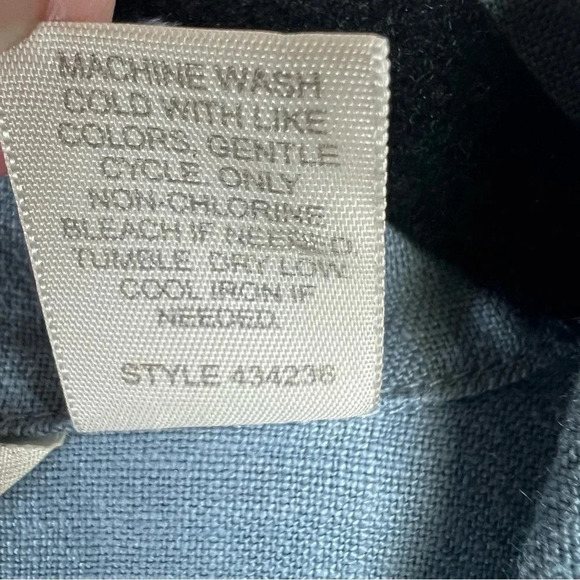 MACHINE WASH
COLD WITH LIKE
COLORS, GENTLE
CYCLE. ONLY
NON-CHLORINE
BLEACH IF NEEDED.
TUMBLE DRY LOW.
COOL IRON IF
NEEDED.
STYLE 434236